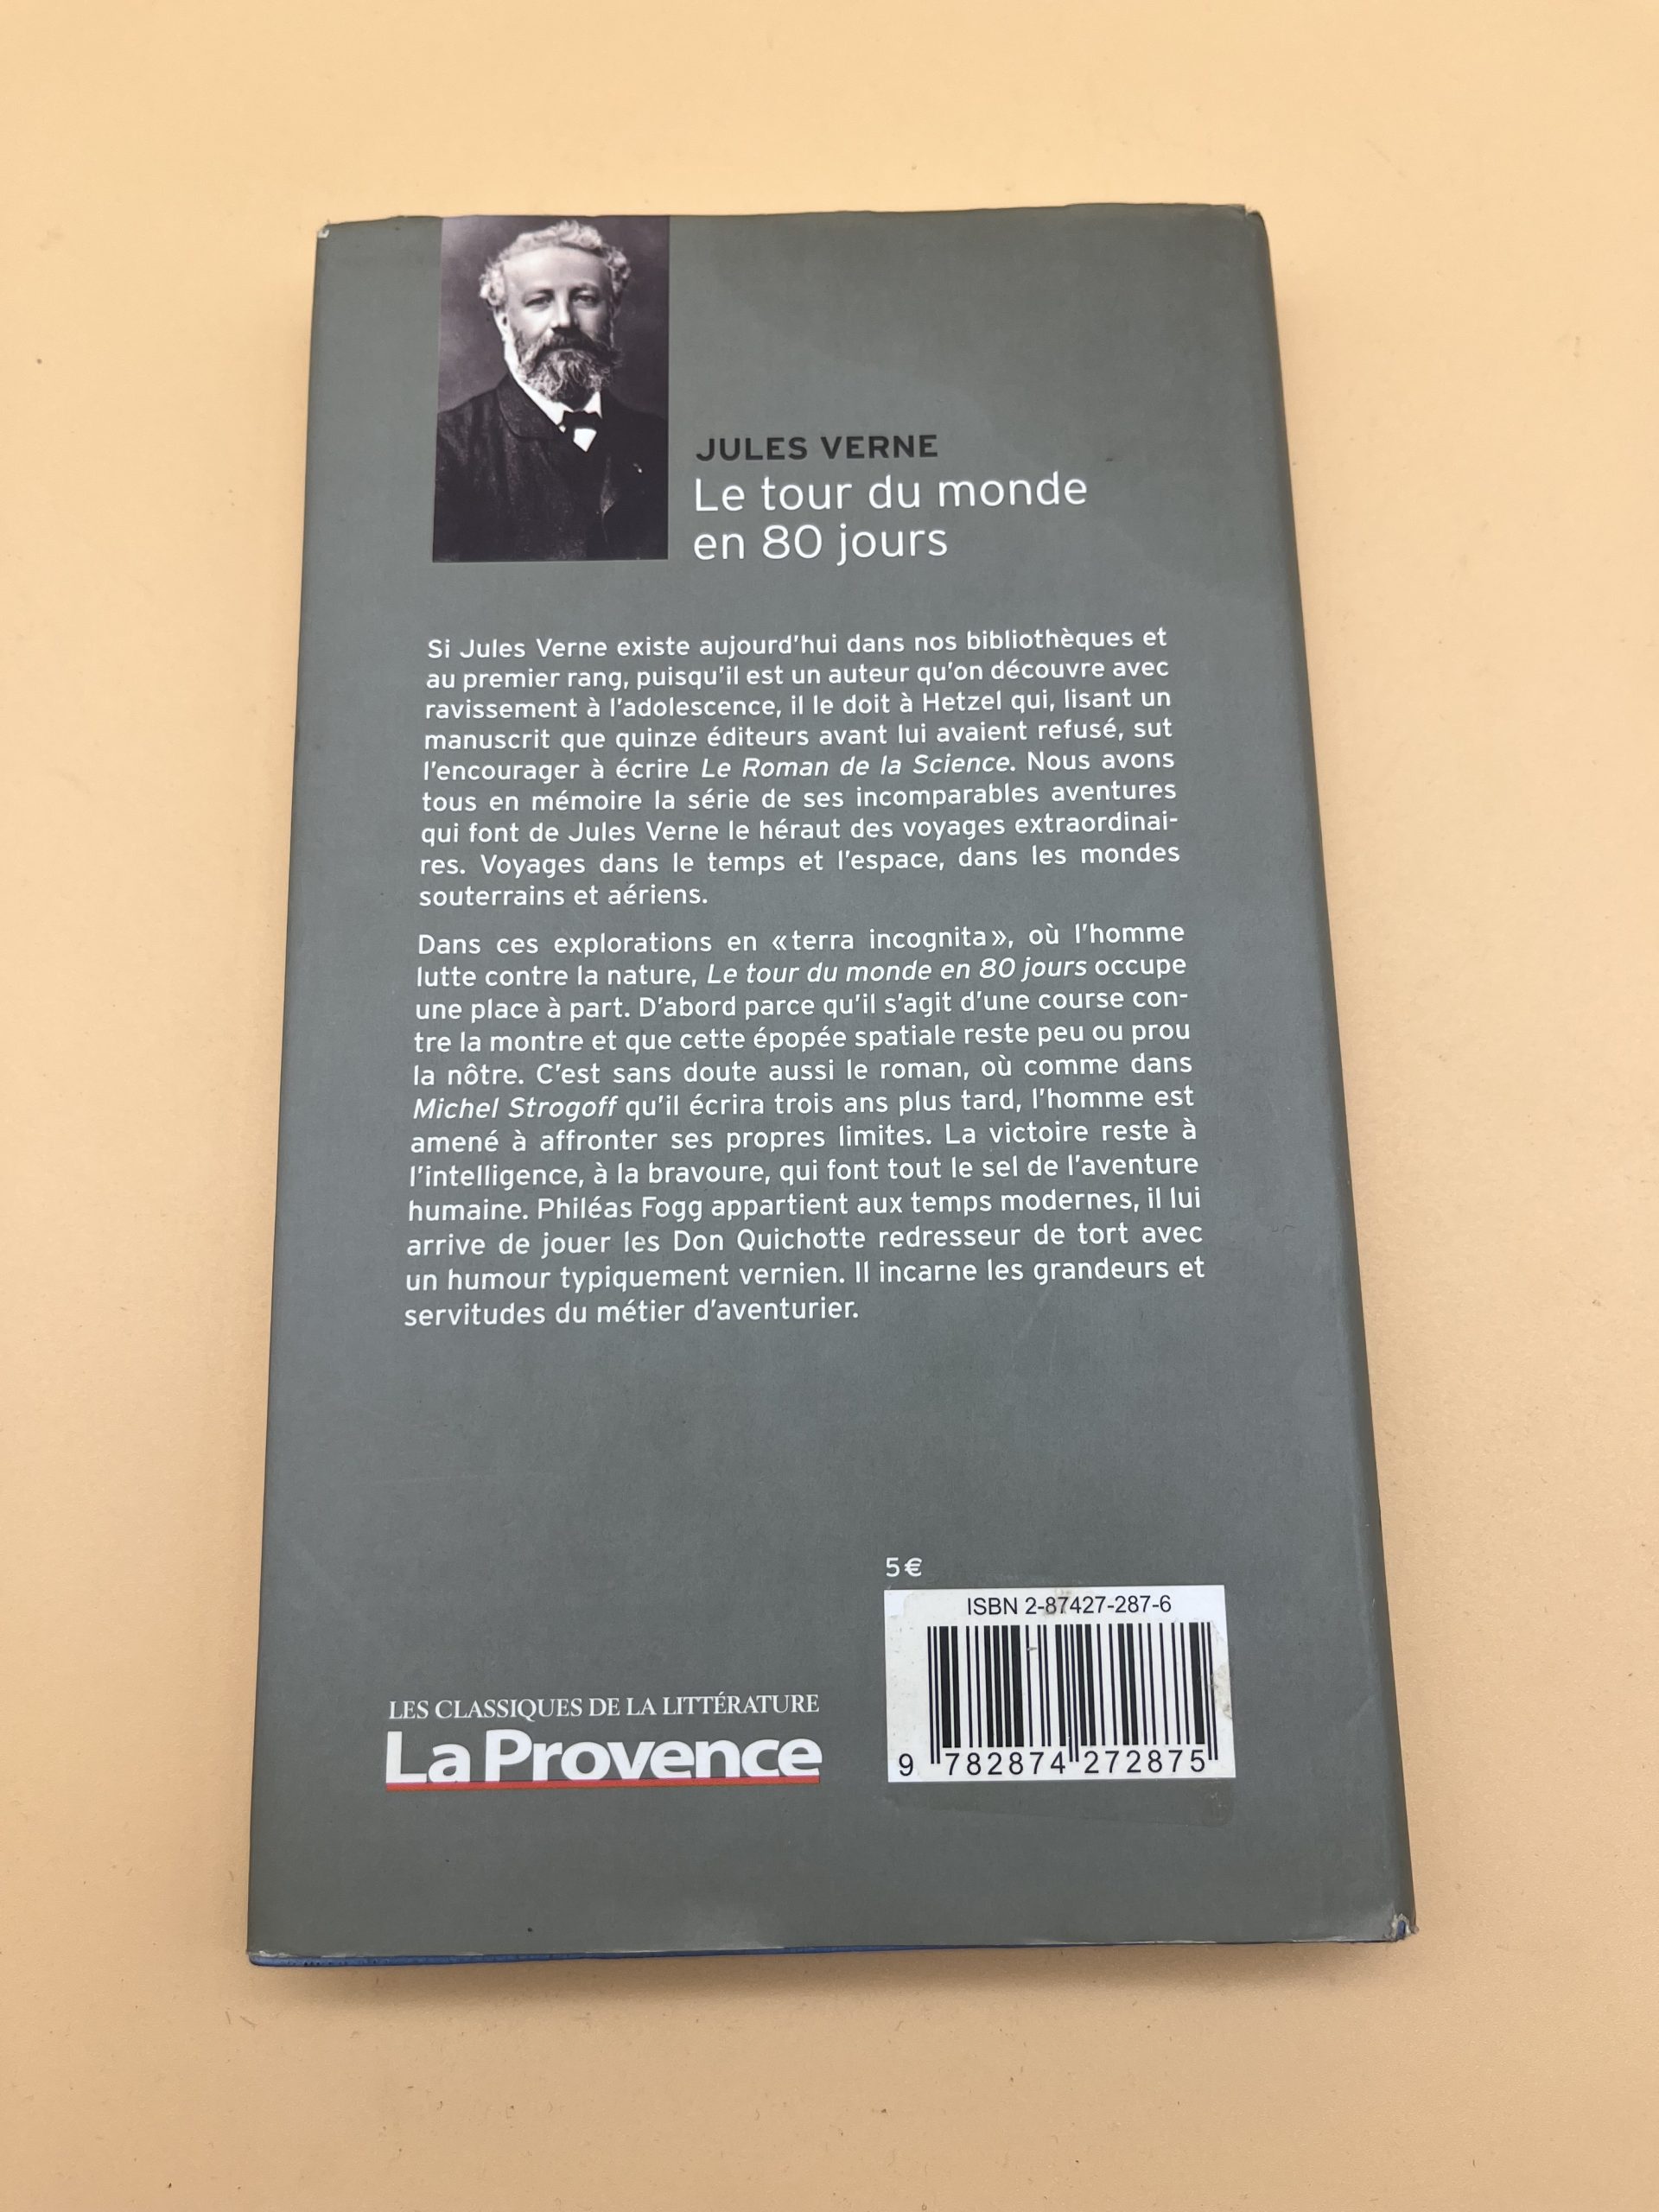 JULES VERNE
Le tour du monde
en 80 jours
Si Jules Verne existe aujourd'hui dans nos bibliothèques et
au premier rang, puisqu'il est un auteur qu'on découvre avec
ravissement à l'adolescence, il le doit à Hetzel qui, lisant un
manuscrit que quinze éditeurs avant lui avaient refusé, sut
l'encourager à écrire Le Roman de la Science. Nous avons
tous en mémoire la série de ses incomparables aventures
qui font de Jules Verne le héraut des voyages extraordinai-
res. Voyages dans le temps et l'espace, dans les mondes
souterrains et aériens.
Dans ces explorations en «terra incognita», où l'homme
lutte contre la nature, Le tour du monde en 80 jours occupe
une place à part. D'abord parce qu'il s'agit d'une course con-
tre la montre et que cette épopée spatiale reste peu ou prou
la nôtre. C'est sans doute aussi le roman, où comme dans
Michel Strogoff qu'il écrira trois ans plus tard, l'homme est
amené à affronter ses propres limites. La victoire reste à
l'intelligence, à la bravoure, qui font tout le sel de l'aventure
humaine. Philéas Fogg appartient aux temps modernes, il lui
arrive de jouer les Don Quichotte redresseur de tort avec
un humour typiquement vernien. Il incarne les grandeurs et
servitudes du métier d'aventurier.
5€
ISBN 2-87427-287-6
9 782874 272875
LES CLASSIQUES DE LA LITTÉRATURE
La Provence